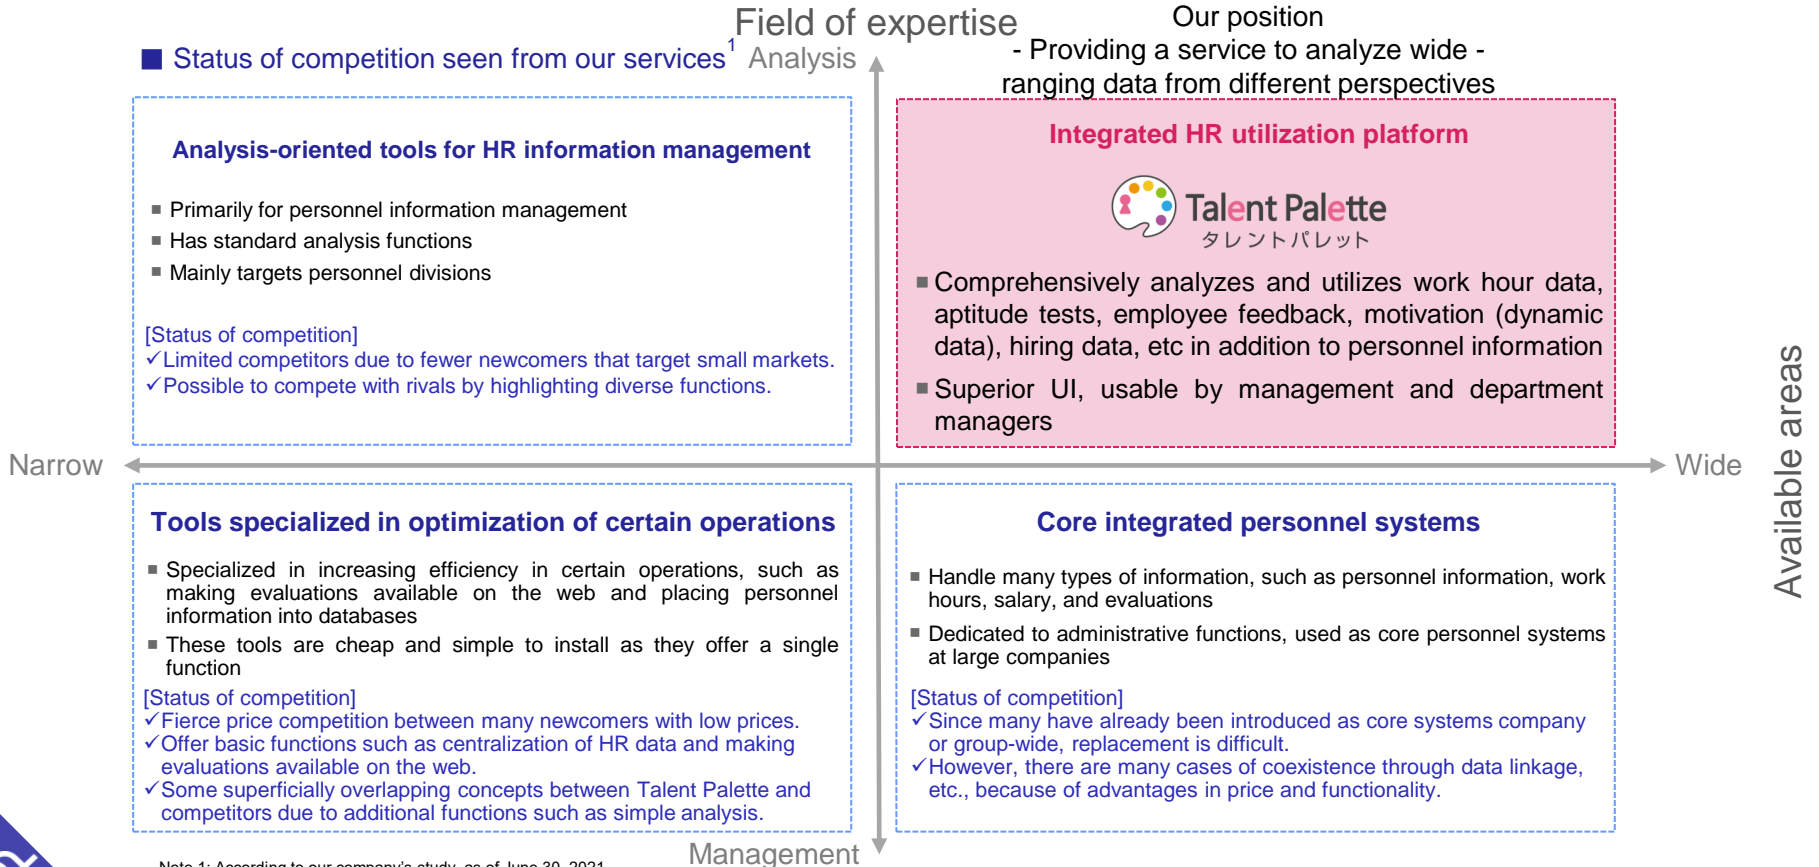 Field of expertise
Our position
- Providing a service to analyze wide -
ranging data from different perspectives
■ Status of competition seen from our services1
Analysis
Analysis-oriented tools for HR information management
■ Primarily for personnel information management
■ Has standard analysis functions
■ Mainly targets personnel divisions
[Status of competition]
✓Limited competitors due to fewer newcomers that target small markets.
✓Possible to compete with rivals by highlighting diverse functions.
Integrated HR utilization platform
Talent Palette
タレントパレット
■ Comprehensively analyzes and utilizes work hour data,
aptitude tests, employee feedback, motivation (dynamic
data), hiring data, etc in addition to personnel information
■ Superior UI, usable by management and department
managers
Narrow
Wide
Available areas
Tools specialized in optimization of certain operations
■ Specialized in increasing efficiency in certain operations, such as
making evaluations available on the web and placing personnel
information into databases
■ These tools are cheap and simple to install as they offer a single
function
[Status of competition]
✓Fierce price competition between many newcomers with low prices.
✓Offer basic functions such as centralization of HR data and making
evaluations available on the web.
✓Some superficially overlapping concepts between Talent Palette and
competitors due to additional functions such as simple analysis.
Core integrated personnel systems
■ Handle many types of information, such as personnel information, work
hours, salary, and evaluations
■ Dedicated to administrative functions, used as core personnel systems
at large companies
[Status of competition]
✓Since many have already been introduced as core systems company
or group-wide, replacement is difficult.
✓However, there are many cases of coexistence through data linkage,
etc., because of advantages in price and functionality.
Management
Note 1: According to our company's study, as of June 30, 2021